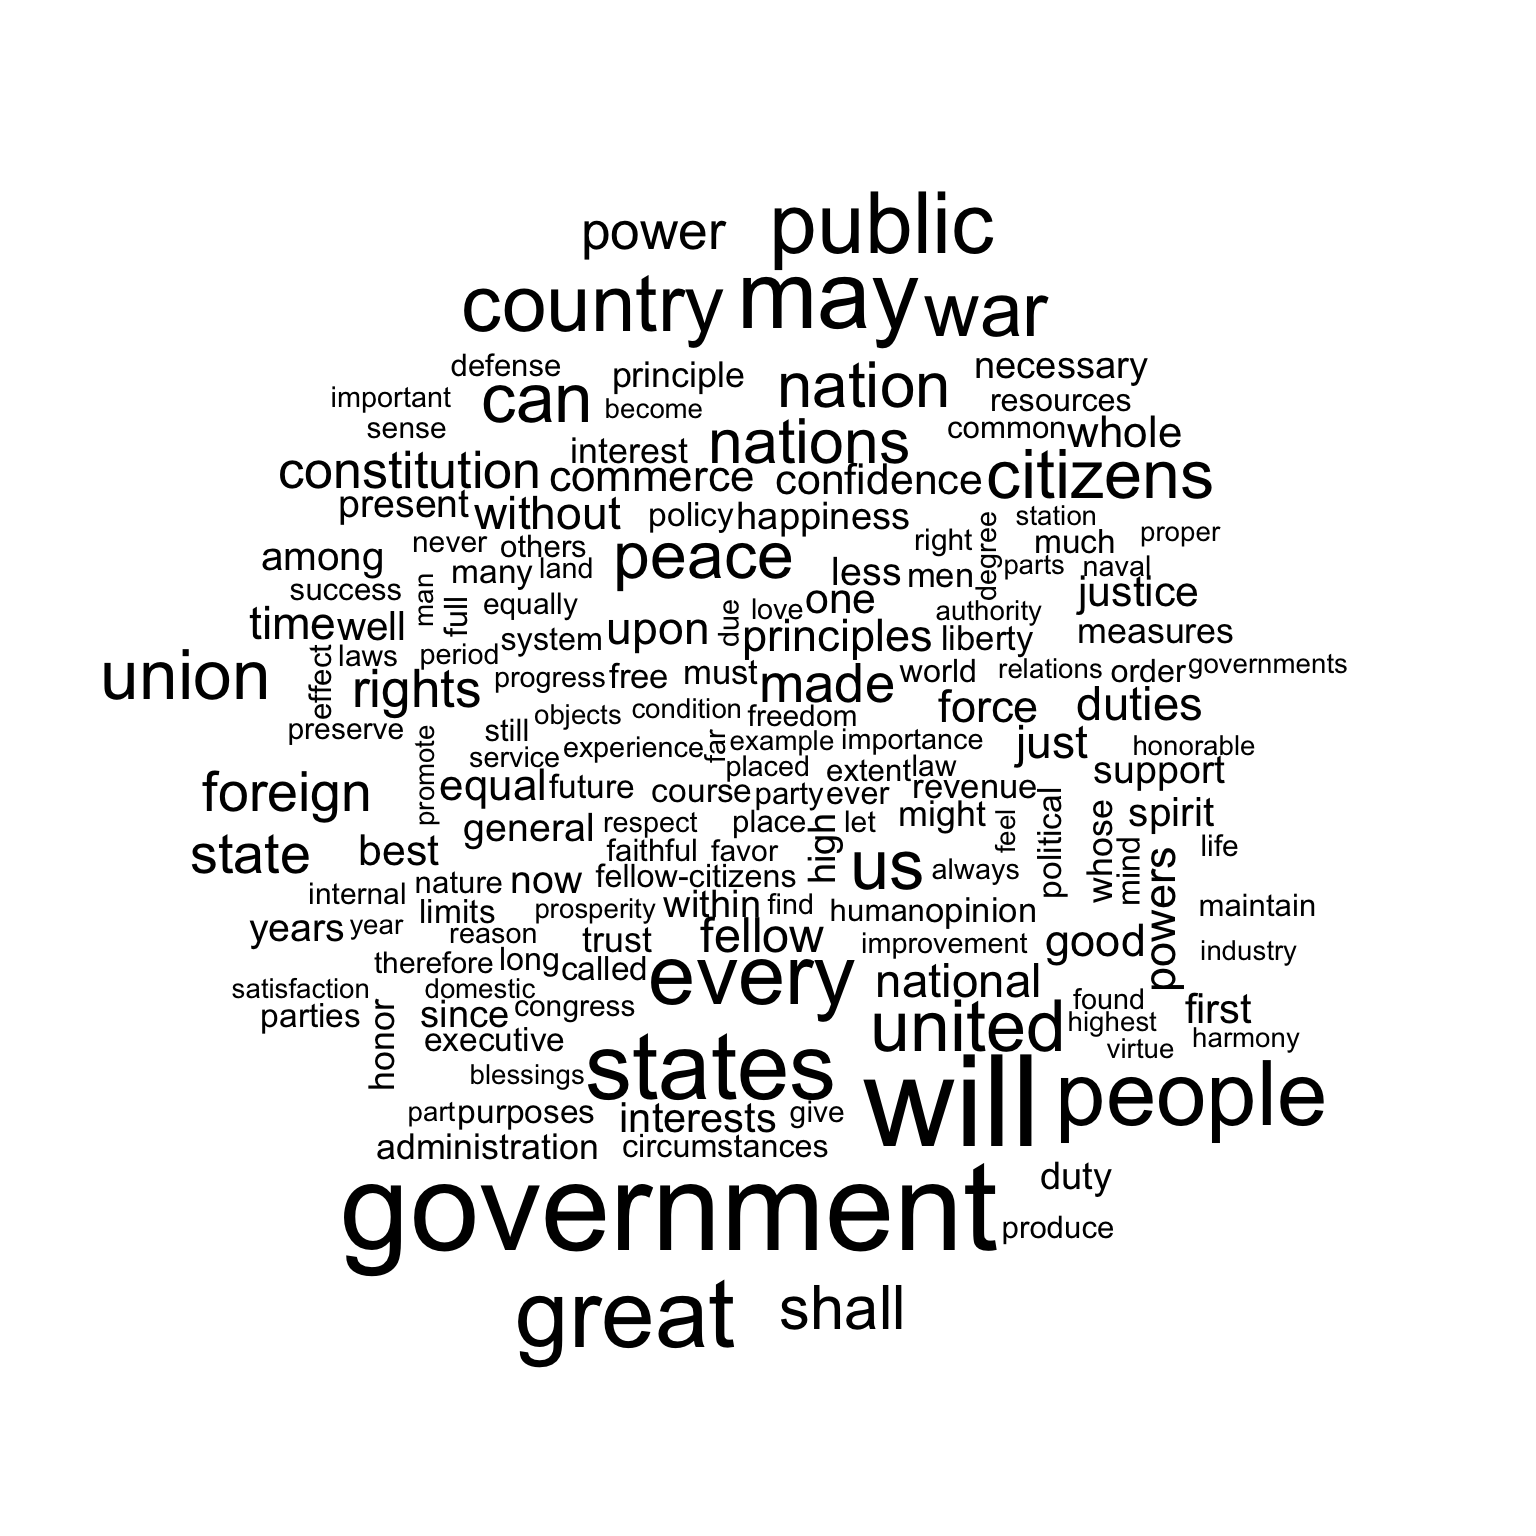 power public
country may war
defense principle nation necessary
important can become resources
sense interest nations common whole
constitution commerce confidence citizens
present without policy happiness station
among never others peace right degree much proper
success man many land less men parts naval
time well full equally due love one authority justice
system upon principles liberty measures
union effect laws period progress free must made world relations order governments
rights force duties
preserve still objects condition freedom
promote service experience far example importance just honorable
foreign equal future course placed extent law revenue support
party ever
state best general respect place high let might feel political whose spirit
internal nature now faithful favor us always mind powers life
fellow-citizens
years year limits prosperity within find human opinion maintain
reason trust fellow improvement good industry
therefore long called every national
satisfaction domestic found first
parties honor since congress united highest harmony
executive states virtue
blessings will people
part purposes interests give
administration circumstances
government duty
produce
great shall